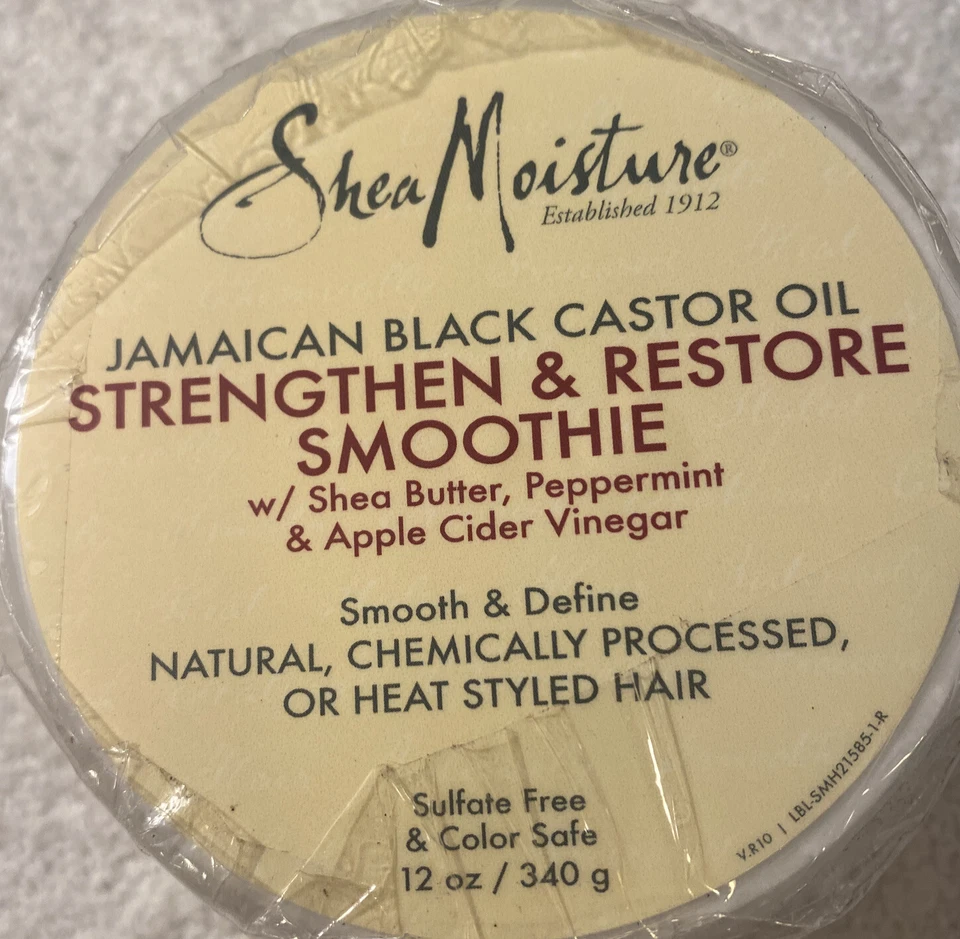 SheaMoisture®
Established 1912
JAMAICAN BLACK CASTOR OIL
STRENGTHEN & RESTORE
SMOOTHIE
w/ Shea Butter, Peppermint
& Apple Cider Vinegar
Smooth & Define
NATURAL, CHEMICALLY PROCESSED,
OR HEAT STYLED HAIR
Sulfate Free
& Color Safe
12 oz / 340 g
V.R10 | LBL-SMH21585-1-R